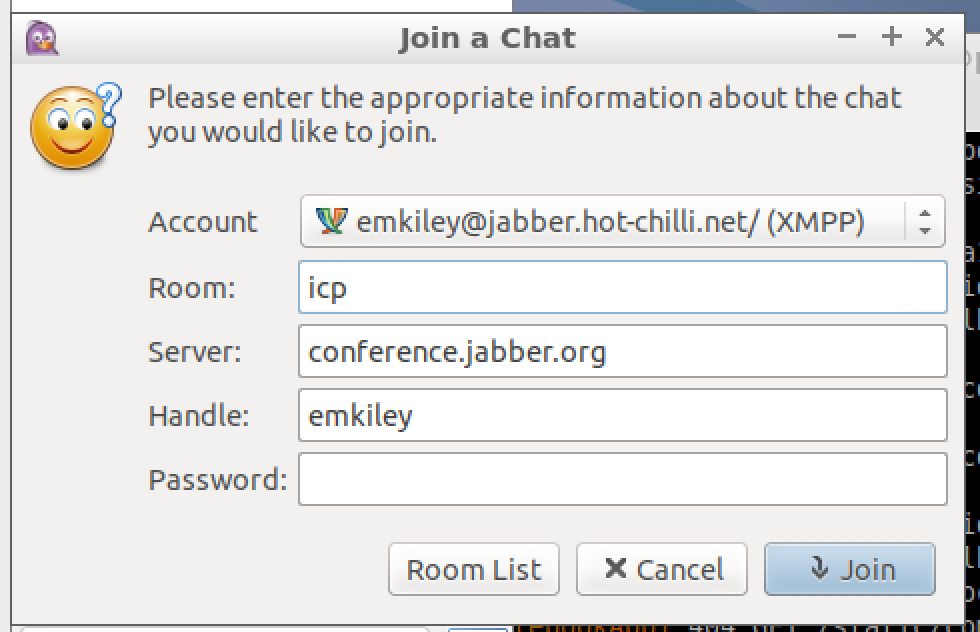 Join a Chat
Please enter the appropriate information about the chat
you would like to join.
Account
emkiley@jabber.hot-chilli.net/ (XMPP)
Room:
icp
Server:
conference.jabber.org
Handle:
emkiley
Password:
Room List
Cancel
Join